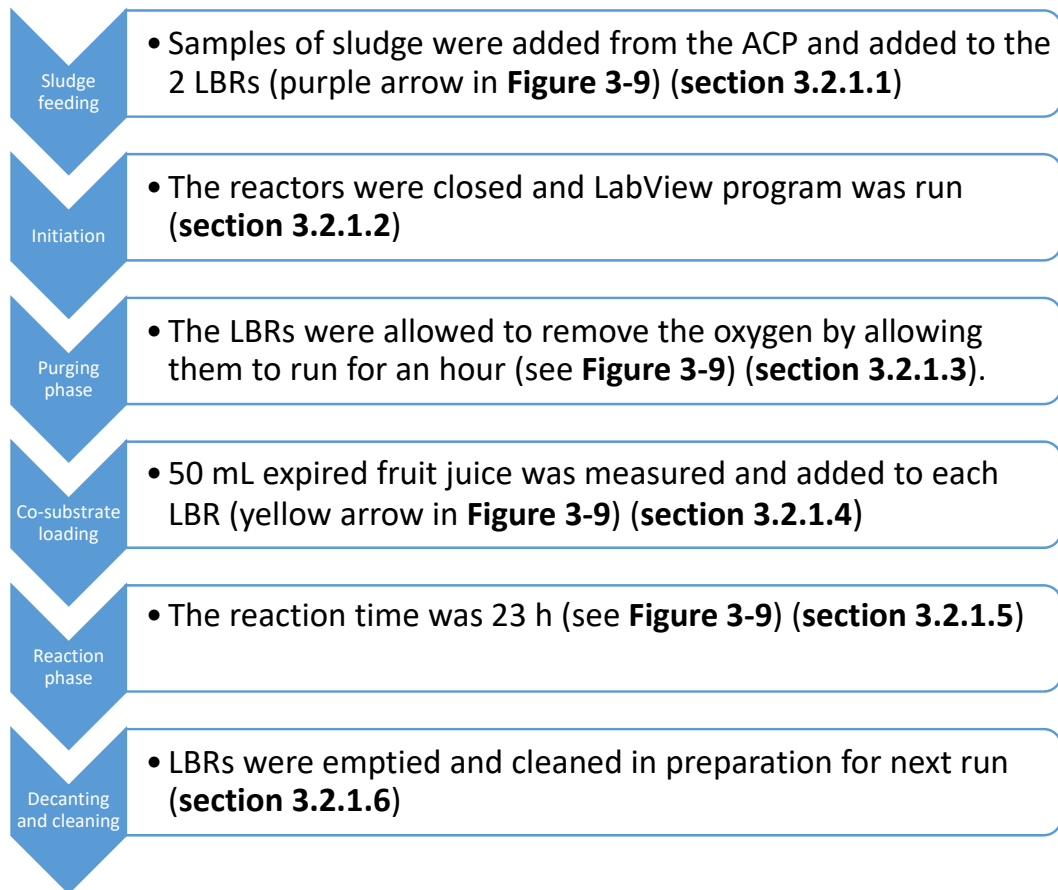 Sludge
feeding
• Samples of sludge were added from the ACP and added to the
2 LBRs (purple arrow in Figure 3-9) (section 3.2.1.1)
Initiation
• The reactors were closed and LabView program was run
(section 3.2.1.2)
Purging
phase
• The LBRs were allowed to remove the oxygen by allowing
them to run for an hour (see Figure 3-9) (section 3.2.1.3).
Co-substrate
loading
• 50 mL expired fruit juice was measured and added to each
LBR (yellow arrow in Figure 3-9) (section 3.2.1.4)
Reaction
phase
• The reaction time was 23 h (see Figure 3-9) (section 3.2.1.5)
Decanting
and cleaning
• LBRs were emptied and cleaned in preparation for next run
(section 3.2.1.6)